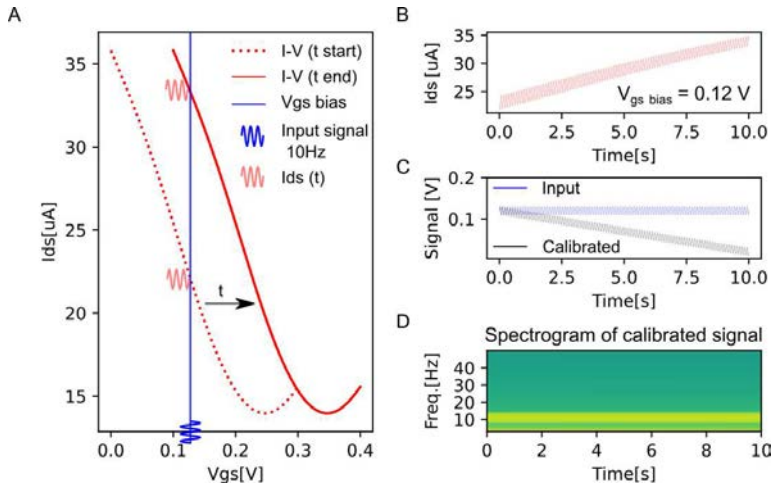 A
35
30
25
20
15
Ids[uA]
0.0 0.1 0.2 0.3 0.4
Vgs[V]
I-V (t start)
I-V (t end)
Vgs bias
Input signal
10Hz
Ids (t)
t
B
Ids [uA]
35
30
25
Vgs bias = 0.12 V
0.0 2.5 5.0 7.5 10.0
Time[s]
C
Signal [V]
0.2
0.1
Input
Calibrated
0.0 2.5 5.0 7.5 10.0
Time[s]
D
Spectrogram of calibrated signal
Freq.[Hz]
40
30
20
10
0 2 4 6 8 10
Time[s]